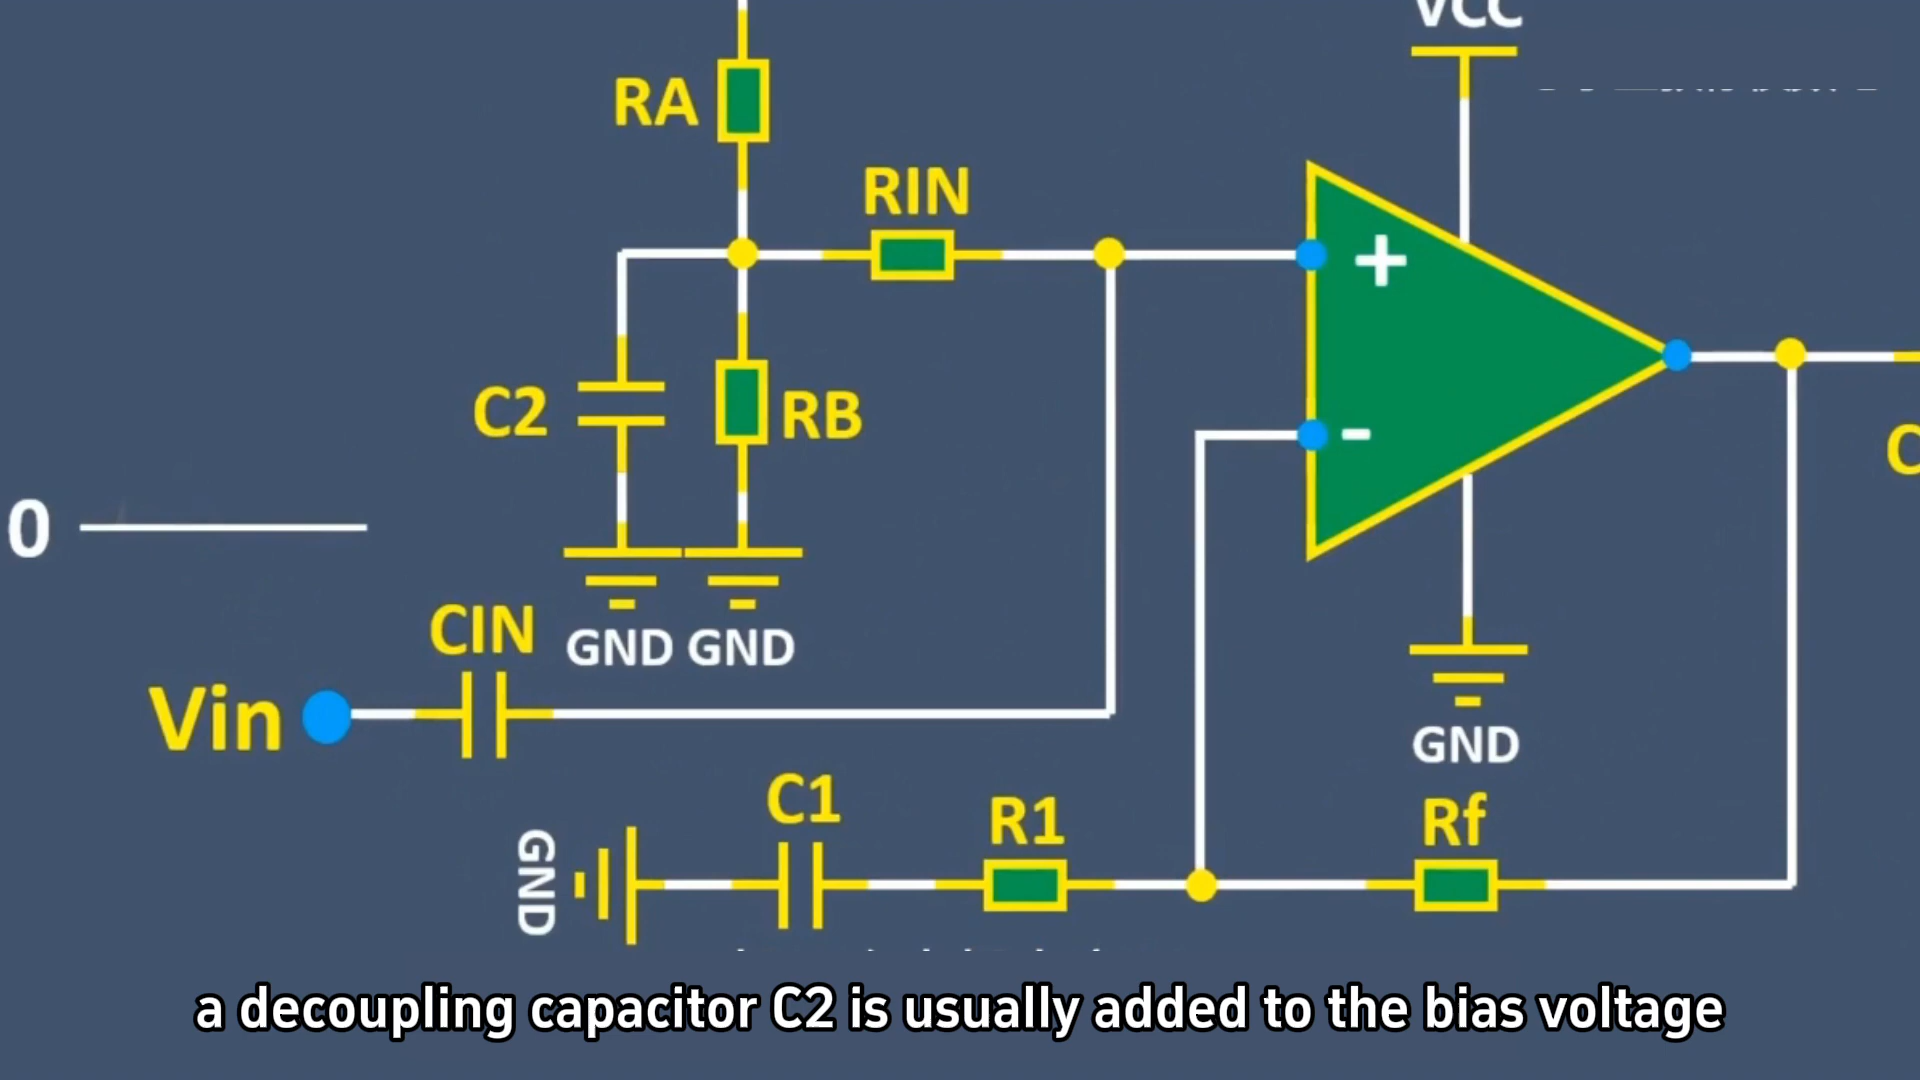 VCC
RA
RIN
+
C2
RB
-
0
CIN
GND GND
Vin
GND
C1
R1
Rf
GND
a decoupling capacitor C2 is usually added to the bias voltage